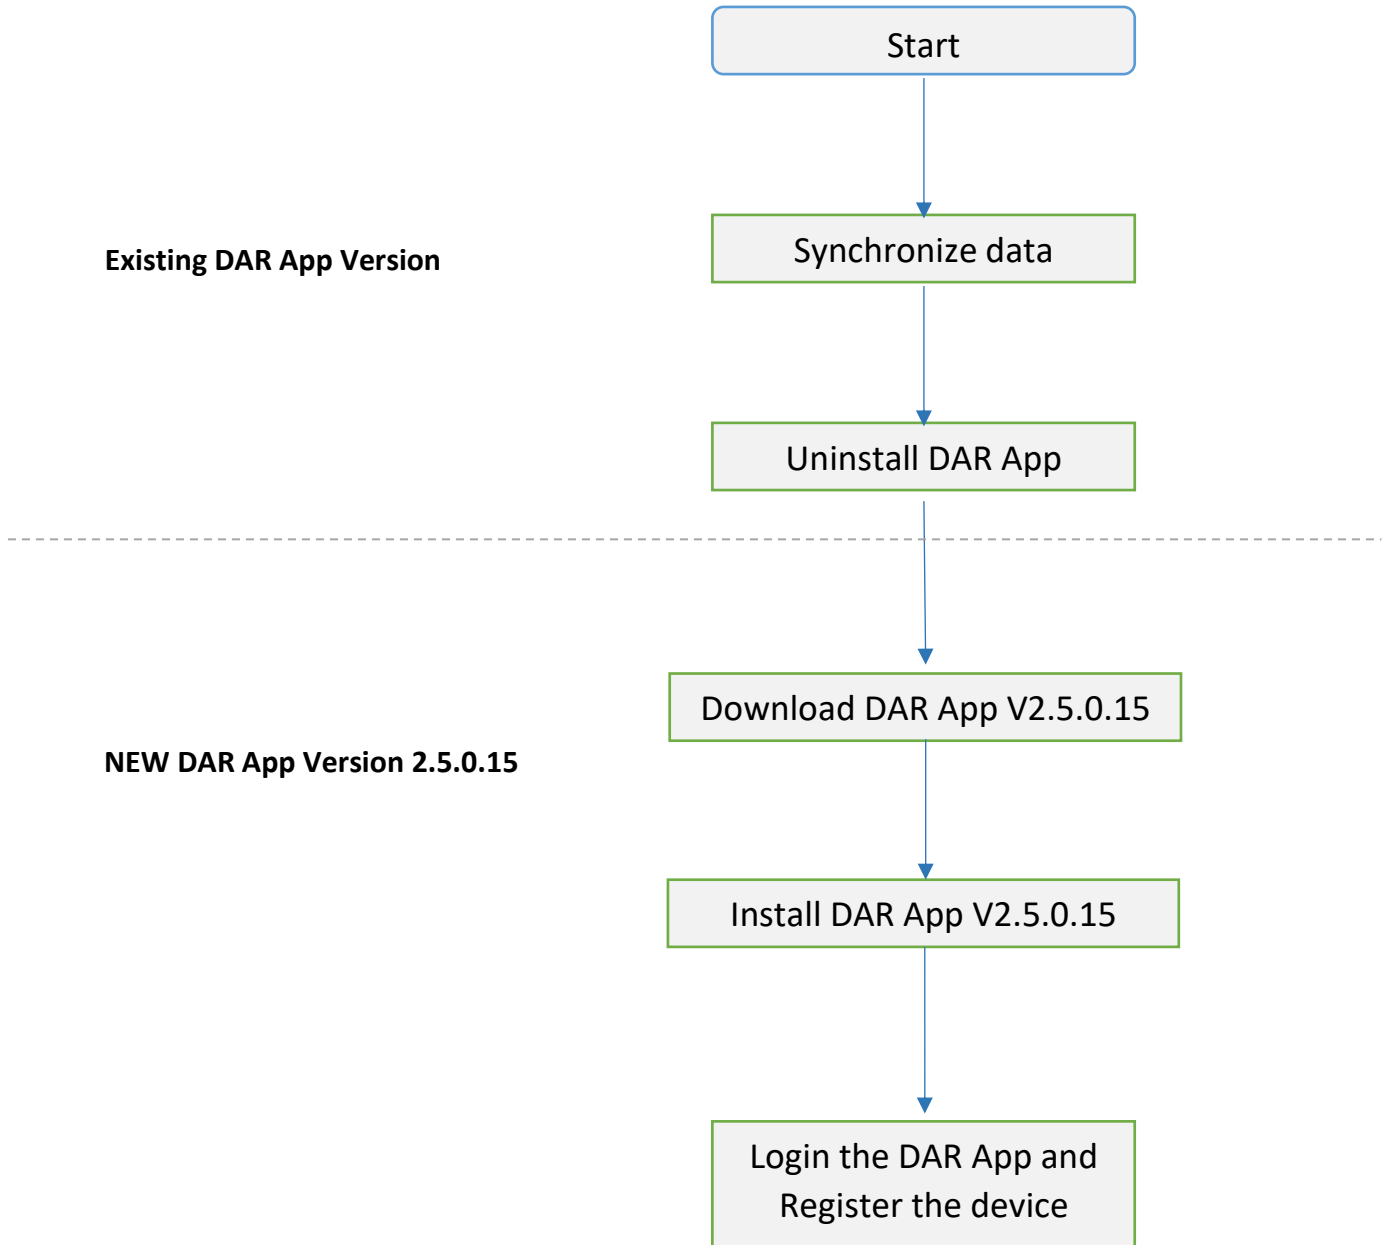 Start
Synchronize data
Existing DAR App Version
Uninstall DAR App
Download DAR App V2.5.0.15
NEW DAR App Version 2.5.0.15
Install DAR App V2.5.0.15
Login the DAR App and
Register the device